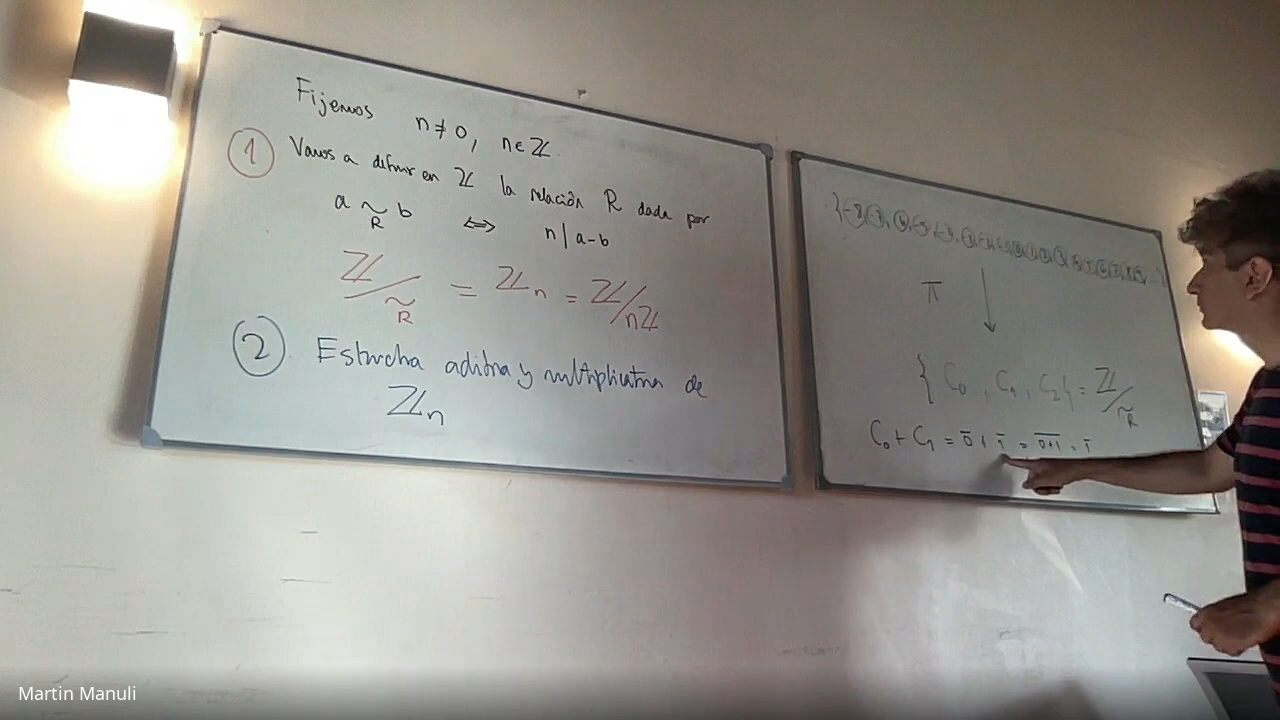 Fijemos n≠0, n∈ℤ.
① Vamos a definir en ℤ la relación R dada por
a ~ b ⟺ n | a-b
R
ℤ/~ = ℤn = ℤ/nℤ
R
② Estructura aditiva y multiplicativa de
ℤn
π ↓
{ C0, C1, C2 } = ℤ/~
R
C0 + C1 = 0̅ + 1̅ = 0+1̅ = 1̅
Martin Manuli